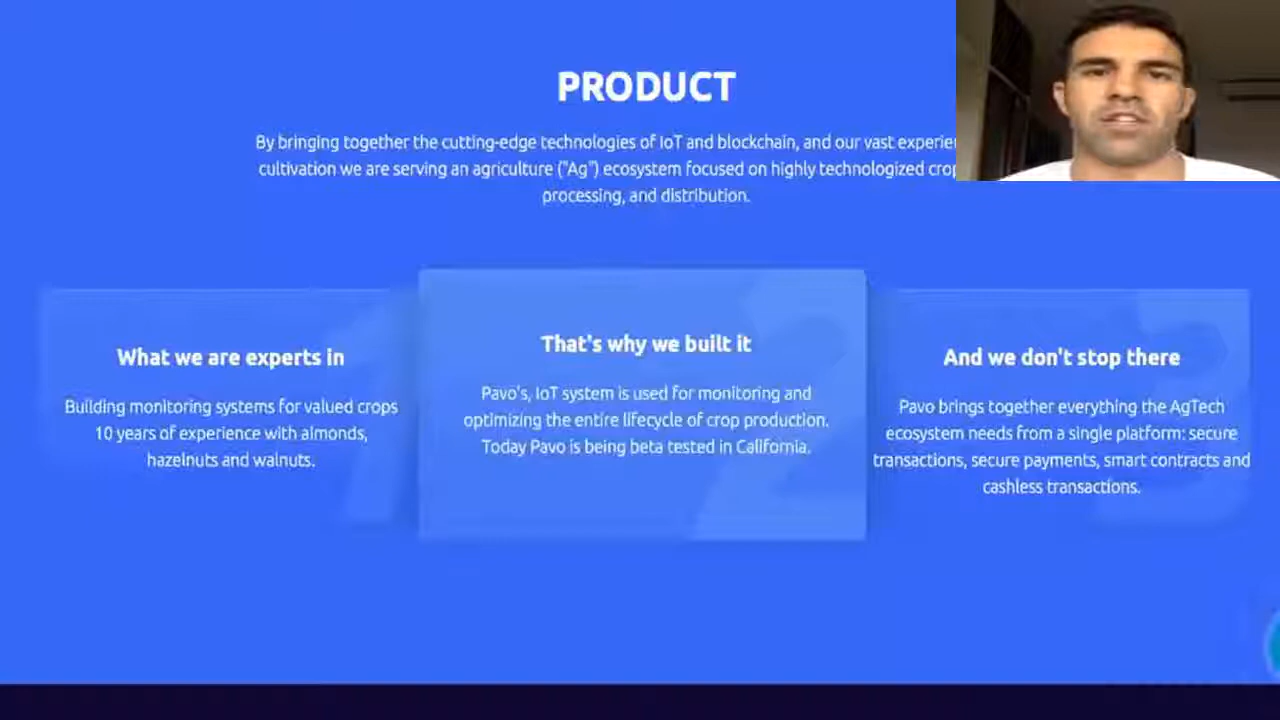 PRODUCT
By bringing together the cutting-edge technologies of IoT and blockchain, and our vast
cultivation we are serving an agriculture ("Ag") ecosystem focused on highly technologized
processing, and distribution.
What we are experts in
Building monitoring systems for valued crops
10 years of experience with almonds,
hazelnuts and walnuts.
That's why we built it
Pavo's, IoT system is used for monitoring and
optimizing the entire lifecycle of crop production.
Today Pavo is being beta tested in California.
And we don't stop there
Pavo brings together everything the AgTech
ecosystem needs from a single platform: secure
transactions, secure payments, smart contracts and
cashless transactions.